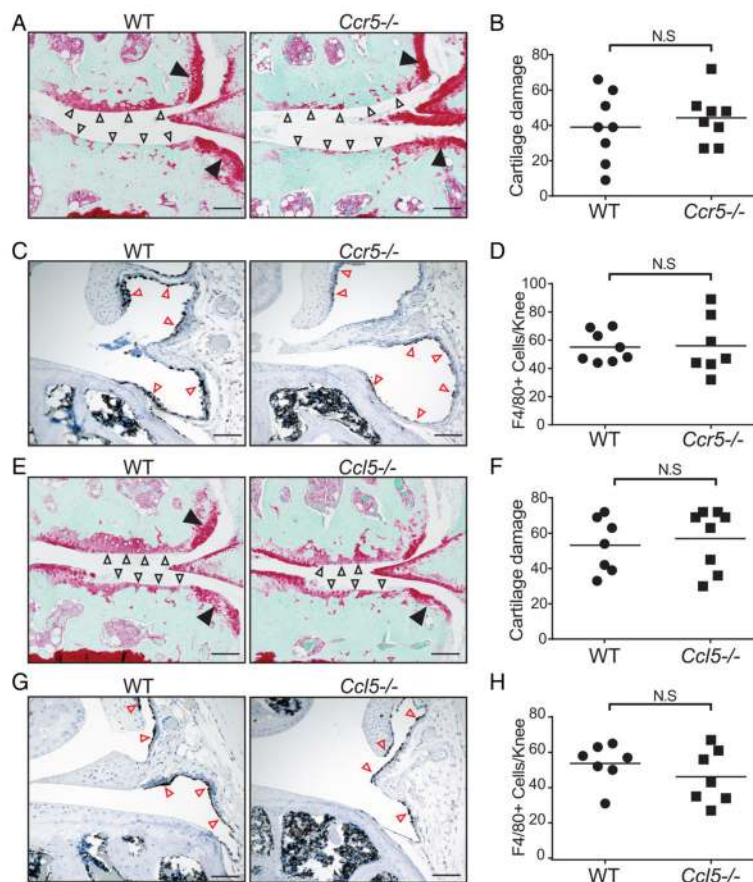 A
WT
Ccr5-/-
B
N.S
Cartilage damage
80
60
40
20
0
WT
Ccr5-/-
C
WT
Ccr5-/-
D
N.S
F4/80+ Cells/Knee
100
80
60
40
20
0
WT
Ccr5-/-
E
WT
Ccl5-/-
F
N.S
Cartilage damage
80
60
40
20
0
WT
Ccl5-/-
G
WT
Ccl5-/-
H
N.S
F4/80+ Cells/Knee
80
60
40
20
0
WT
Ccl5-/-